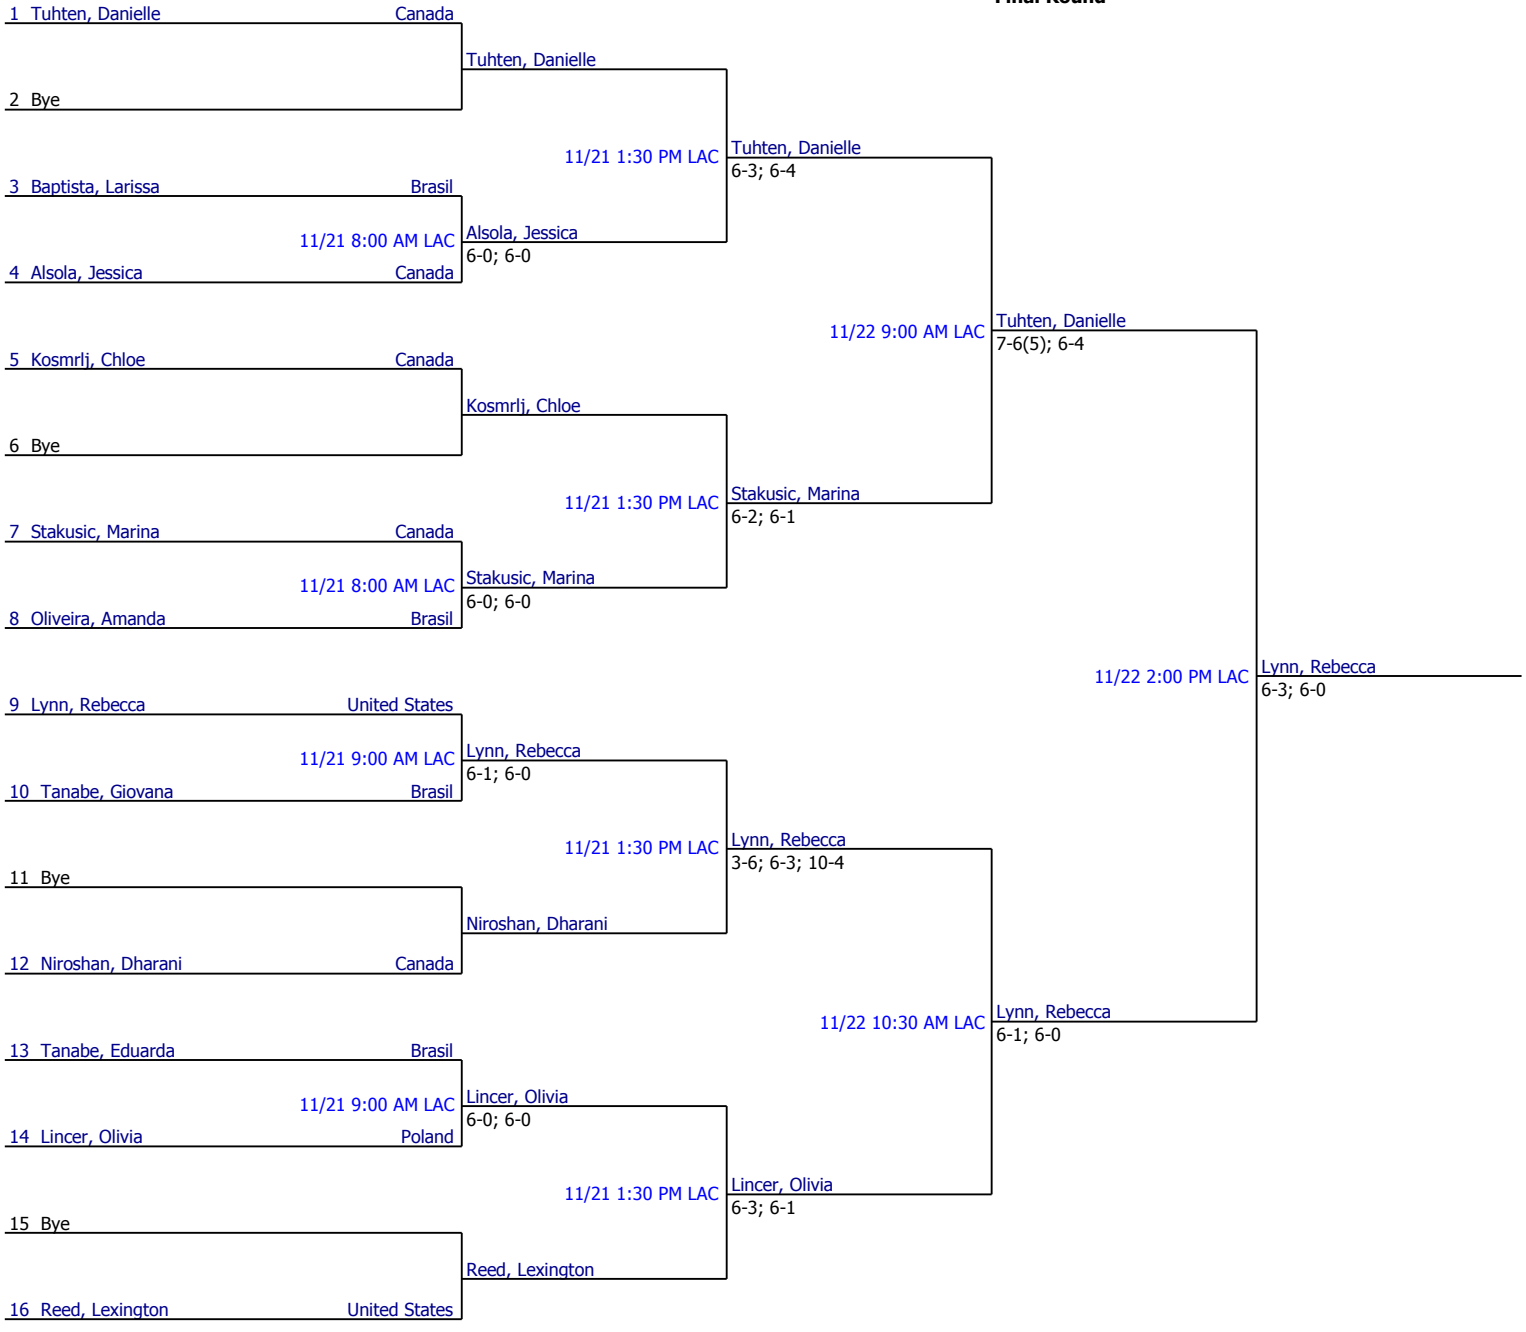 Final Round
1 Tuhten, Danielle Canada
Tuhten, Danielle
2 Bye
11/21 1:30 PM LAC Tuhten, Danielle
6-3; 6-4
3 Baptista, Larissa Brasil
11/21 8:00 AM LAC Alsola, Jessica
6-0; 6-0
4 Alsola, Jessica Canada
11/22 9:00 AM LAC Tuhten, Danielle
7-6(5); 6-4
5 Kosmrlj, Chloe Canada
Kosmrlj, Chloe
6 Bye
11/21 1:30 PM LAC Stakusic, Marina
6-2; 6-1
7 Stakusic, Marina Canada
11/21 8:00 AM LAC Stakusic, Marina
6-0; 6-0
8 Oliveira, Amanda Brasil
11/22 2:00 PM LAC Lynn, Rebecca
6-3; 6-0
9 Lynn, Rebecca United States
11/21 9:00 AM LAC Lynn, Rebecca
6-1; 6-0
10 Tanabe, Giovana Brasil
11/21 1:30 PM LAC Lynn, Rebecca
3-6; 6-3; 10-4
11 Bye
Niroshan, Dharani
12 Niroshan, Dharani Canada
11/22 10:30 AM LAC Lynn, Rebecca
6-1; 6-0
13 Tanabe, Eduarda Brasil
11/21 9:00 AM LAC Lincer, Olivia
6-0; 6-0
14 Lincer, Olivia Poland
11/21 1:30 PM LAC Lincer, Olivia
6-3; 6-1
15 Bye
Reed, Lexington
16 Reed, Lexington United States